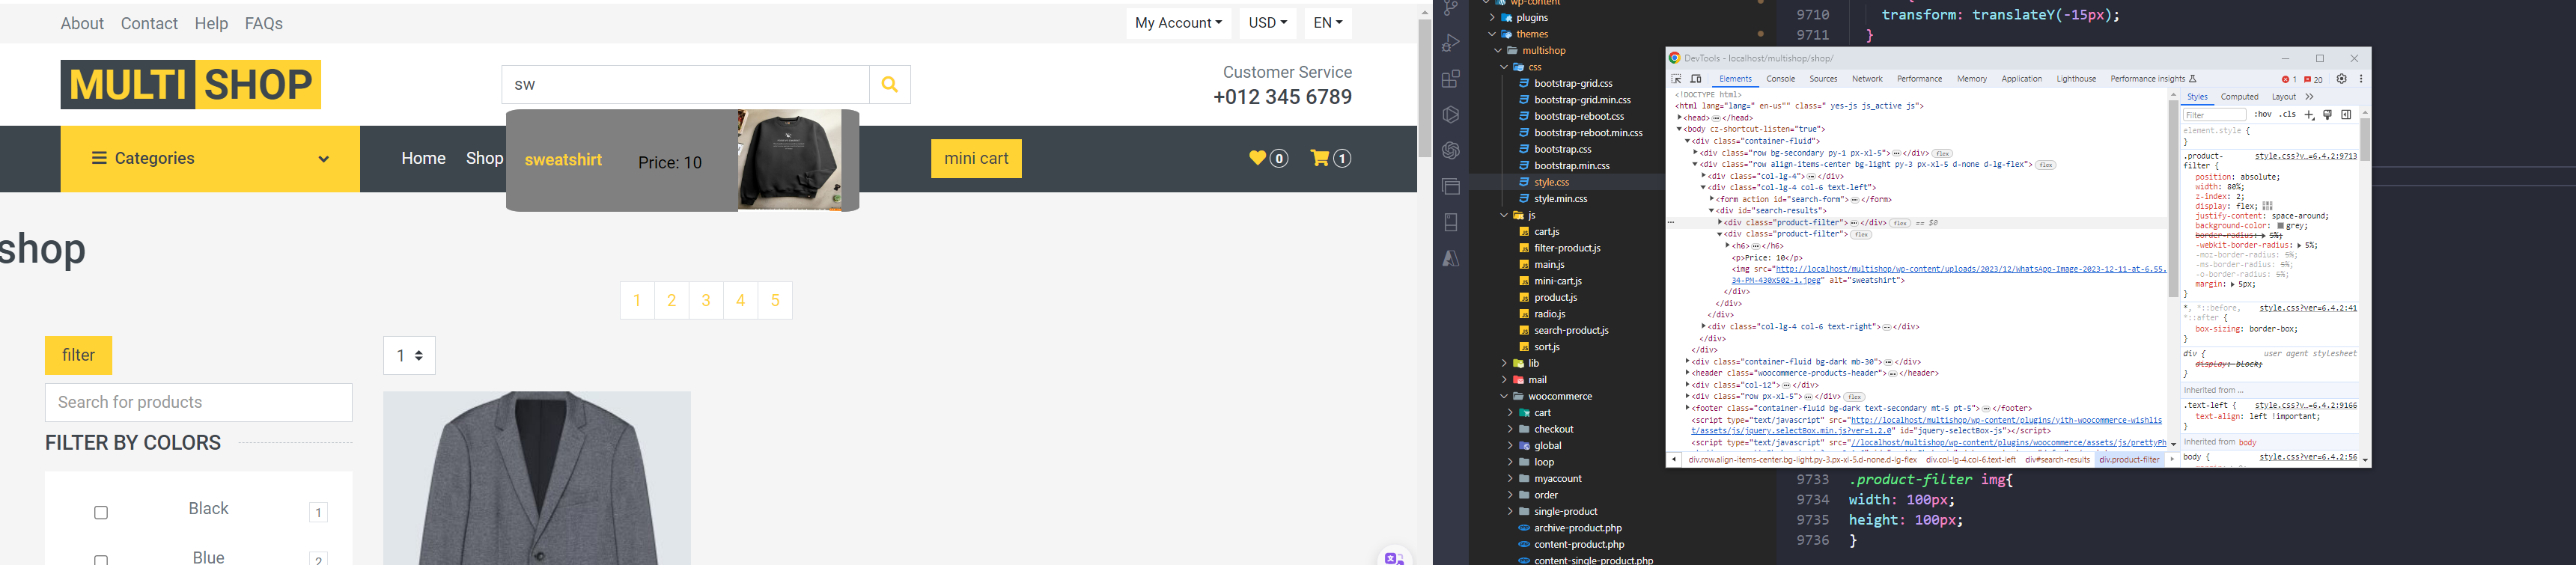 About Contact Help FAQs
My Account USD EN
MULTI SHOP
sw
Customer Service
+012 345 6789
Categories
Home Shop
sweatshirt Price: 10
mini cart
0 1
shop
1 2 3 4 5
filter
1
Search for products
FILTER BY COLORS
Black 1
Blue 2
wp-content
plugins
themes
multishop
css
bootstrap-grid.css
bootstrap-grid.min.css
bootstrap-reboot.css
bootstrap-reboot.min.css
bootstrap.css
bootstrap.min.css
style.css
style.min.css
js
cart.js
filter-product.js
main.js
mini-cart.js
product.js
radio.js
search-product.js
sort.js
lib
mail
woocommerce
cart
checkout
global
loop
myaccount
order
single-product
archive-product.php
content-product.php
content-single-product.php
9710 transform: translateY(-15px);
9711 }
DevTools - localhost/multishop/shop/
Elements Console Sources Network Performance Memory Application Lighthouse Performance insights 1 20
<!DOCTYPE html>
<html lang="lang=" en-us"" class=" yes-js js_active js">
<head>⋯</head>
<body cz-shortcut-listen="true">
<div class="container-fluid">
<div class="row bg-secondary py-1 px-xl-5">⋯</div> flex
<div class="row align-items-center bg-light py-3 px-xl-5 d-none d-lg-flex"> flex
<div class="col-lg-4">⋯</div>
<div class="col-lg-4 col-6 text-left">
<form action id="search-form">⋯</form>
<div id="search-results">
⋯ <div class="product-filter">⋯</div> flex == $0
<div class="product-filter"> flex
<h6>⋯</h6>
<p>Price: 10</p>
<img src="http://localhost/multishop/wp-content/uploads/2023/12/WhatsApp-Image-2023-12-11-at-6.55.
34-PM-430x502-1.jpeg" alt="sweatshirt">
</div>
</div>
</div>
<div class="col-lg-4 col-6 text-right">⋯</div>
</div>
</div>
<div class="container-fluid bg-dark mb-30">⋯</div>
<header class="woocommerce-products-header">⋯</header>
<div class="col-12">⋯</div>
<div class="row px-xl-5">⋯</div> flex
<footer class="container-fluid bg-dark text-secondary mt-5 pt-5">⋯</footer>
<script type="text/javascript" src="http://localhost/multishop/wp-content/plugins/yith-woocommerce-wishlis
t/assets/js/jquery.selectBox.min.js?ver=1.2.0" id="jquery-selectBox-js"></script>
<script type="text/javascript" src="//localhost/multishop/wp-content/plugins/woocommerce/assets/js/prettyPh
div.row.align-items-center.bg-light.py-3.px-xl-5.d-none.d-lg-flex div.col-lg-4.col-6.text-left div#search-results div.product-filter
Styles Computed Layout
Filter :hov .cls
element.style {
}
.product- style.css?v…=6.4.2:9713
filter {
position: absolute;
width: 80%;
z-index: 2;
display: flex;
justify-content: space-around;
background-color: grey;
border-radius: 5%;
-webkit-border-radius: 5%;
-moz-border-radius: 5%;
-ms-border-radius: 5%;
-o-border-radius: 5%;
margin: 5px;
}
*, *::before, style.css?ver=6.4.2:41
*::after {
box-sizing: border-box;
}
div { user agent stylesheet
display: block;
}
Inherited from …
.text-left { style.css?v…=6.4.2:9166
text-align: left !important;
}
Inherited from body
body { style.css?ver=6.4.2:56
9733 .product-filter img{
9734 width: 100px;
9735 height: 100px;
9736 }